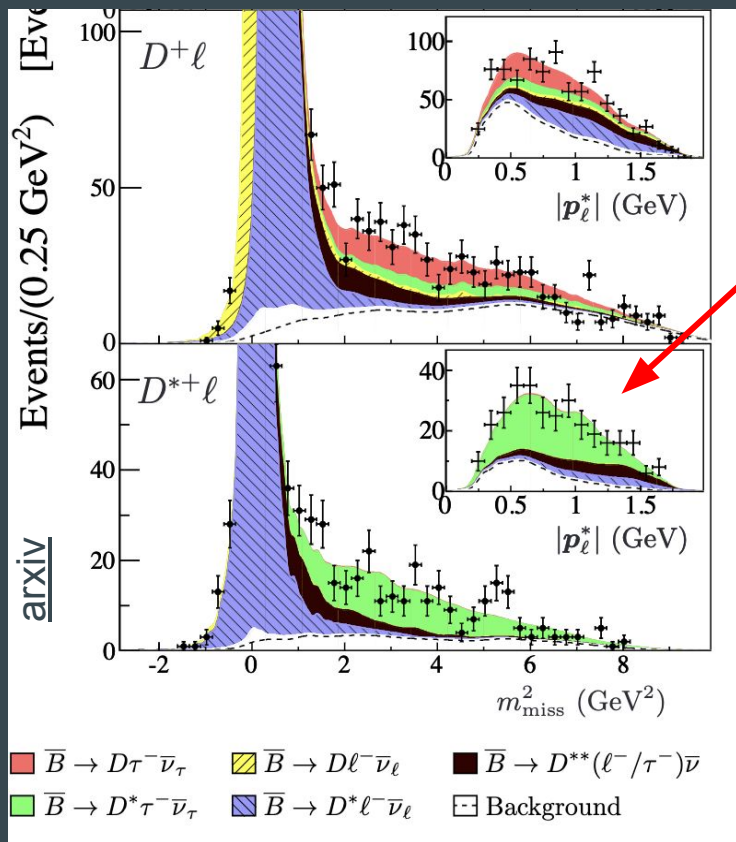 Events/(0.25 GeV²) [Eve
100
50
0
D⁺ℓ
100
50
0
0 0.5 1 1.5
|p*ℓ| (GeV)
60
40
20
0
D*⁺ℓ
40
20
0
0 0.5 1 1.5
|p*ℓ| (GeV)
-2 0 2 4 6 8
m²miss (GeV²)
arxiv
B̅ → Dτ⁻ν̅τ B̅ → Dℓ⁻ν̅ℓ B̅ → D**(ℓ⁻/τ⁻)ν̅
B̅ → D*τ⁻ν̅τ B̅ → D*ℓ⁻ν̅ℓ Background